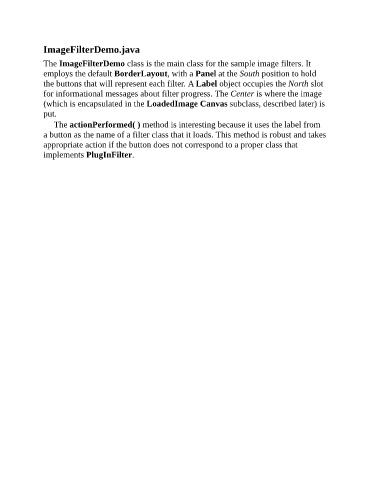 ImageFilterDemo.java
The ImageFilterDemo class is the main class for the sample image filters. It
employs the default BorderLayout, with a Panel at the South position to hold
the buttons that will represent each filter. A Label object occupies the North slot
for informational messages about filter progress. The Center is where the image
(which is encapsulated in the LoadedImage Canvas subclass, described later) is
put.
The actionPerformed( ) method is interesting because it uses the label from
a button as the name of a filter class that it loads. This method is robust and takes
appropriate action if the button does not correspond to a proper class that
implements PlugInFilter.